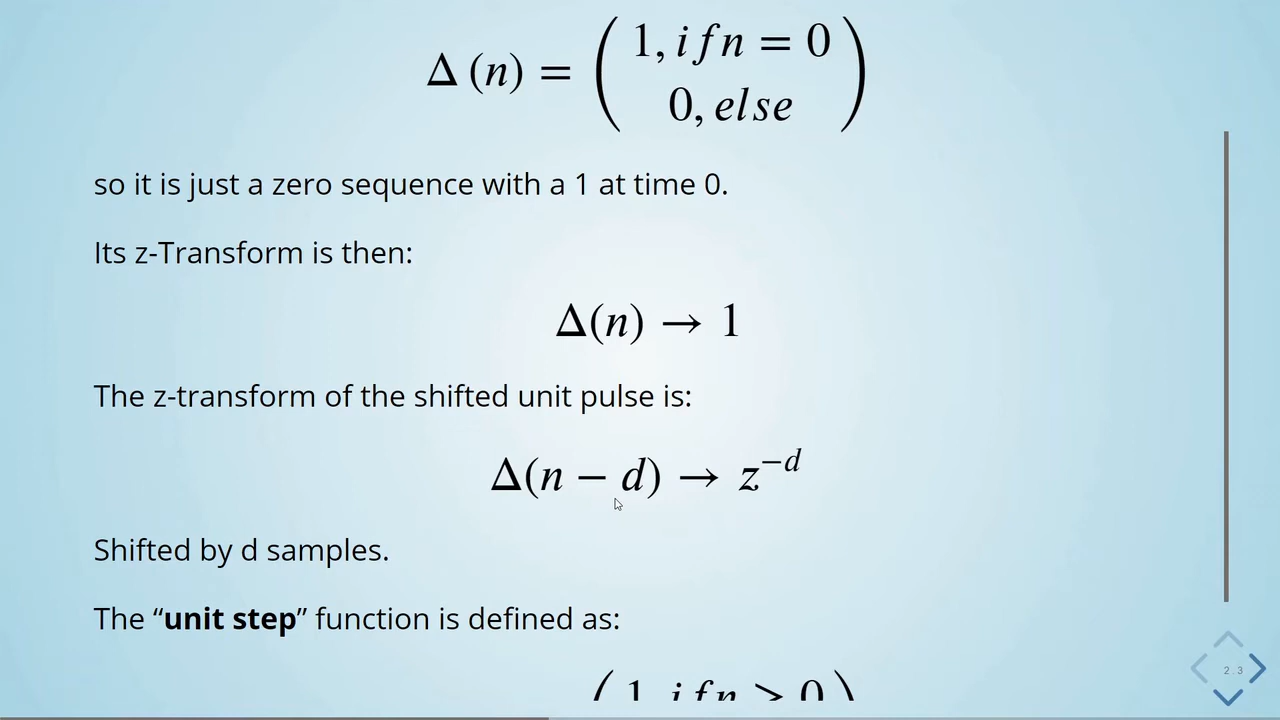 Δ (n) = ( 1, if n = 0
0, else )
so it is just a zero sequence with a 1 at time 0.
Its z-Transform is then:
Δ(n) → 1
The z-transform of the shifted unit pulse is:
Δ(n − d) → z^{−d}
Shifted by d samples.
The “unit step” function is defined as:
2.3